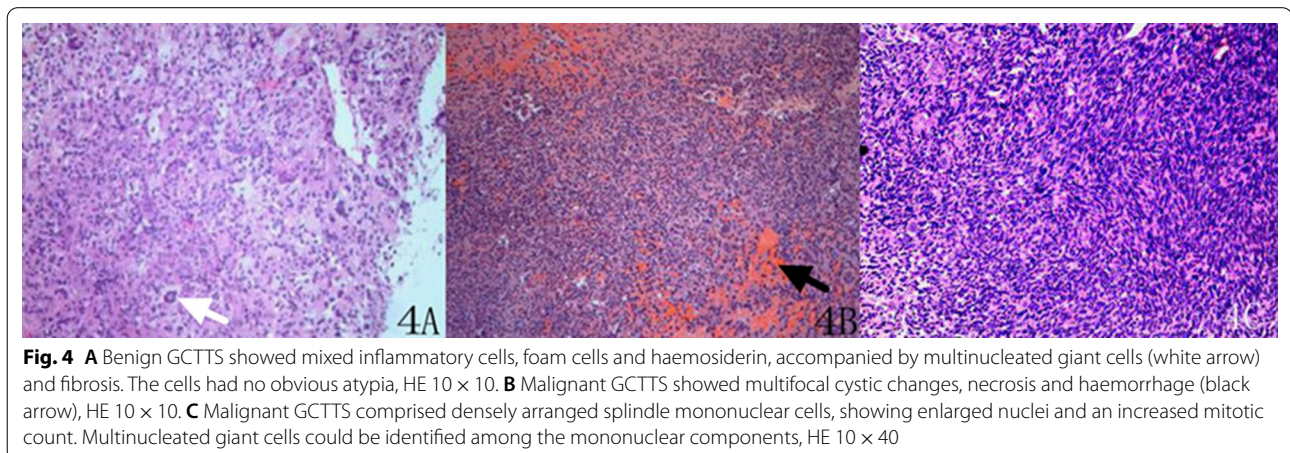 4A
4B
4C
Fig. 4 A Benign GCTTS showed mixed inflammatory cells, foam cells and haemosiderin, accompanied by multinucleated giant cells (white arrow)
and fibrosis. The cells had no obvious atypia, HE 10 × 10. B Malignant GCTTS showed multifocal cystic changes, necrosis and haemorrhage (black
arrow), HE 10 × 10. C Malignant GCTTS comprised densely arranged splindle mononuclear cells, showing enlarged nuclei and an increased mitotic
count. Multinucleated giant cells could be identified among the mononuclear components, HE 10 × 40